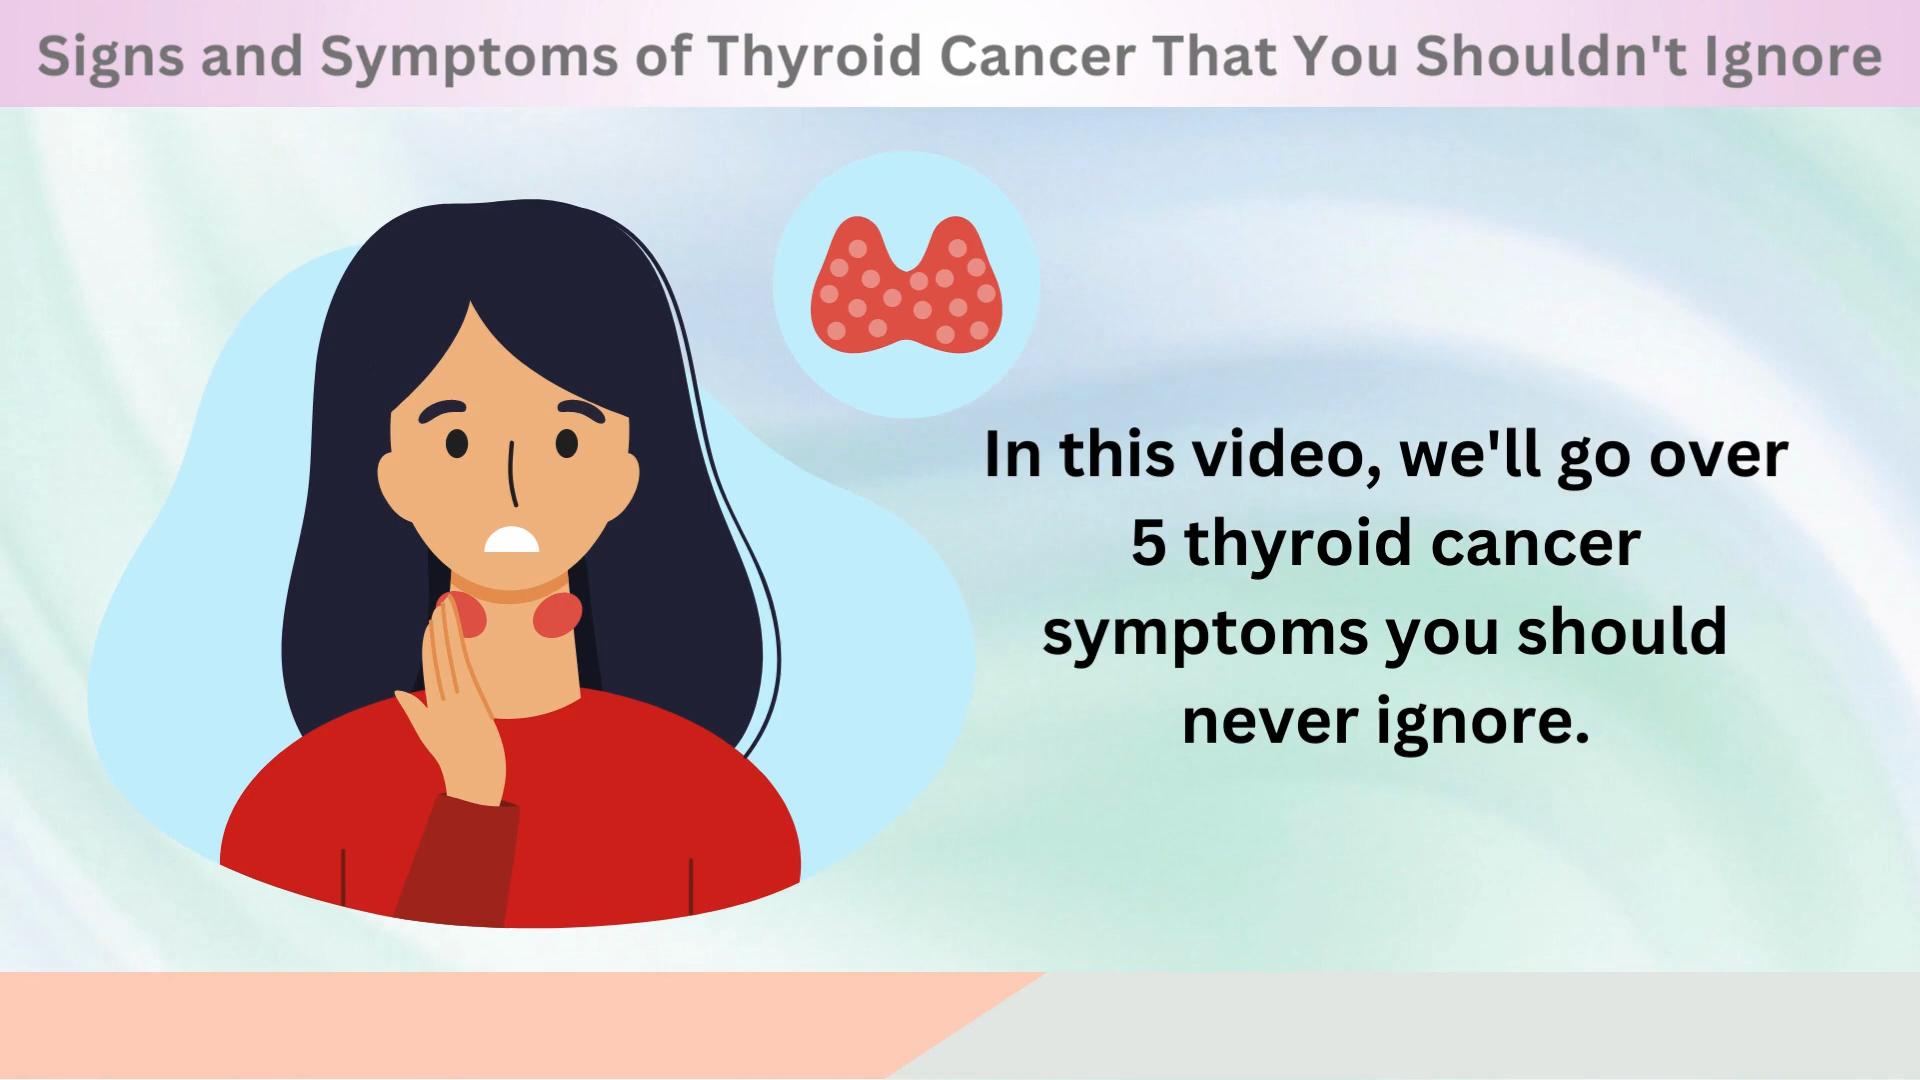 Signs and Symptoms of Thyroid Cancer That You Shouldn't Ignore
In this video, we'll go over
5 thyroid cancer
symptoms you should
never ignore.